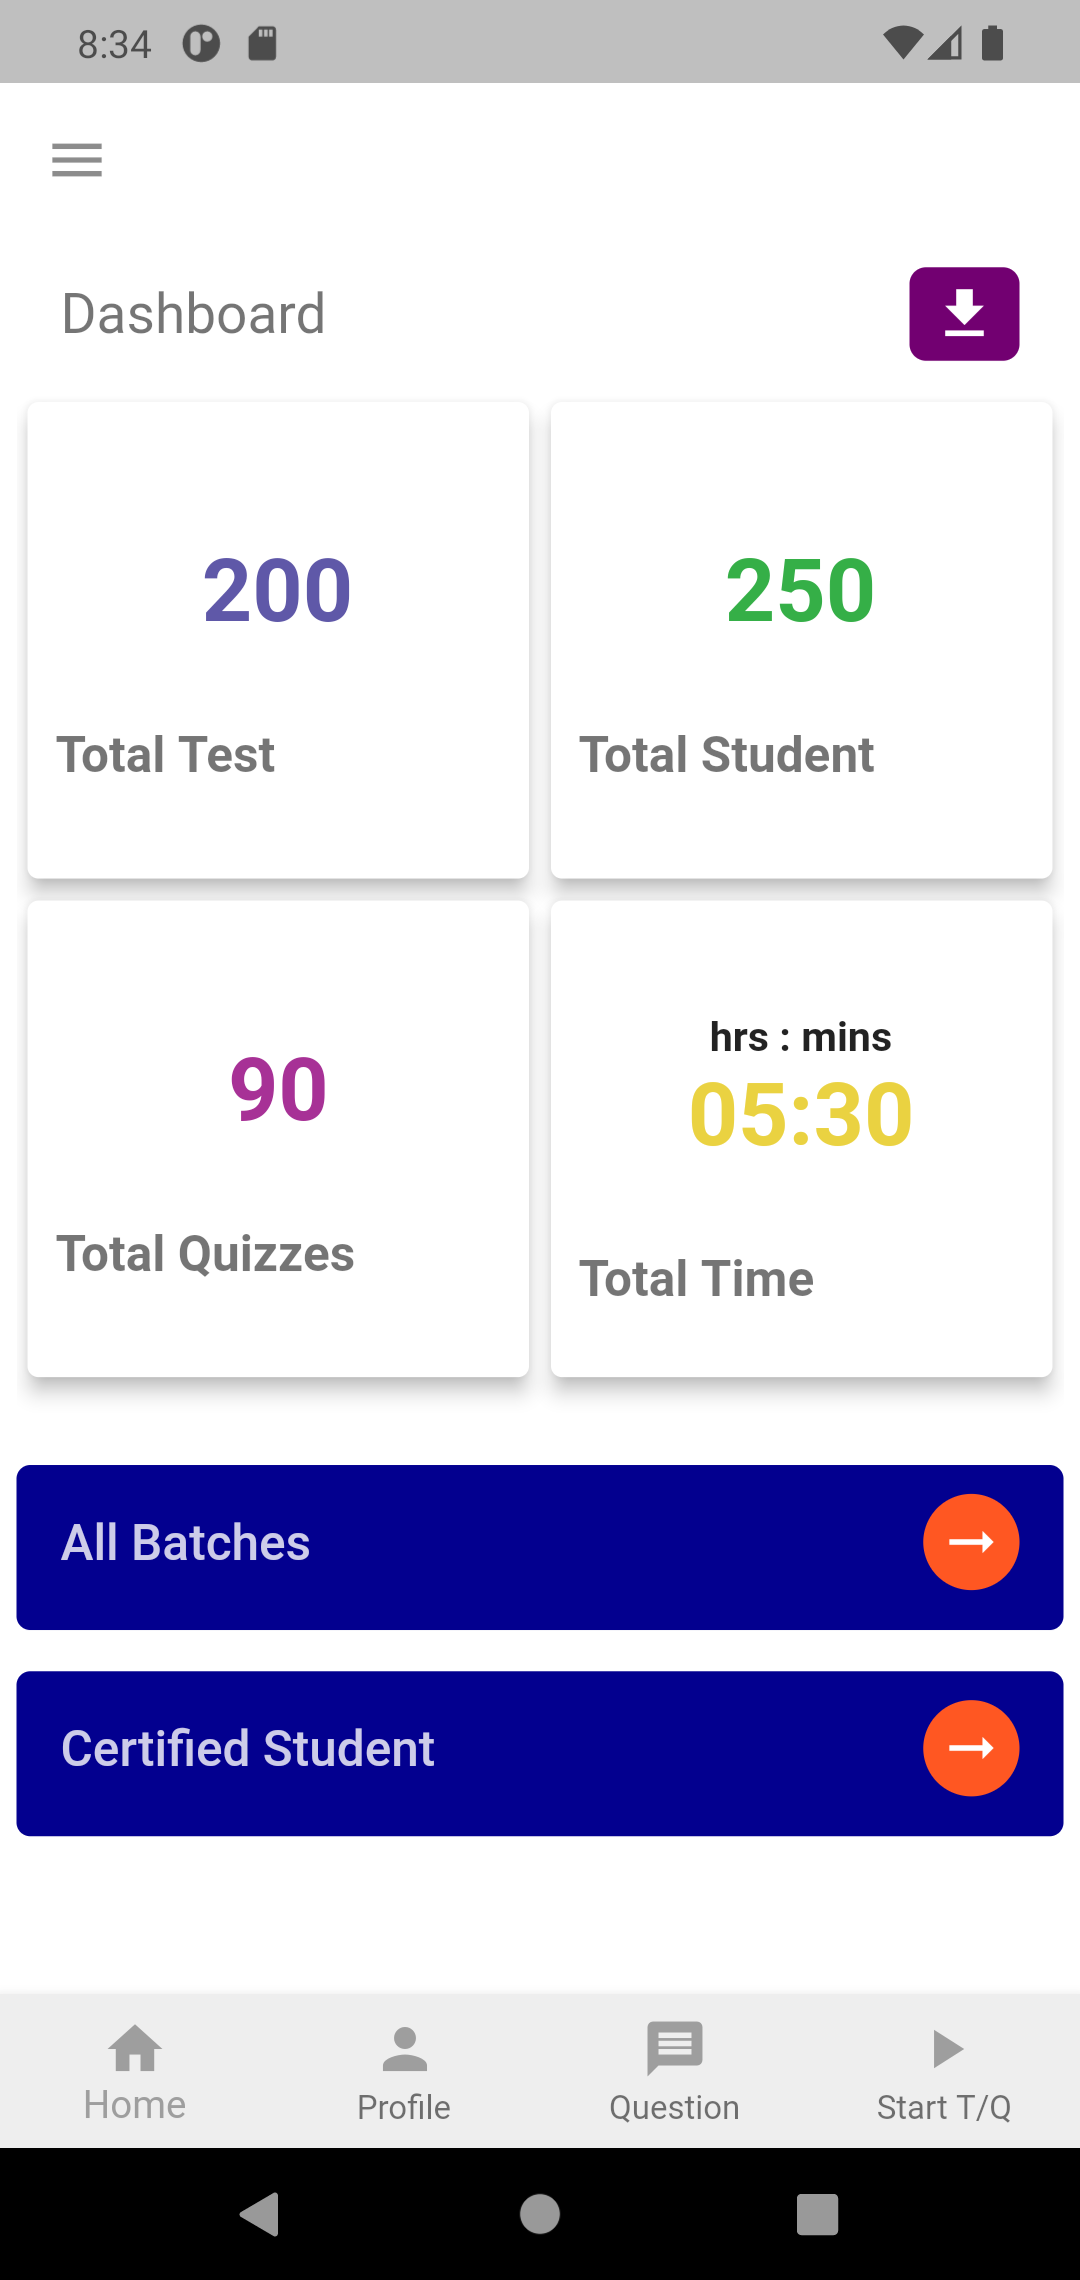 8:34
Dashboard
200
Total Test
250
Total Student
90
Total Quizzes
hrs : mins
05:30
Total Time
All Batches
Certified Student
Home
Profile
Question
Start T/Q